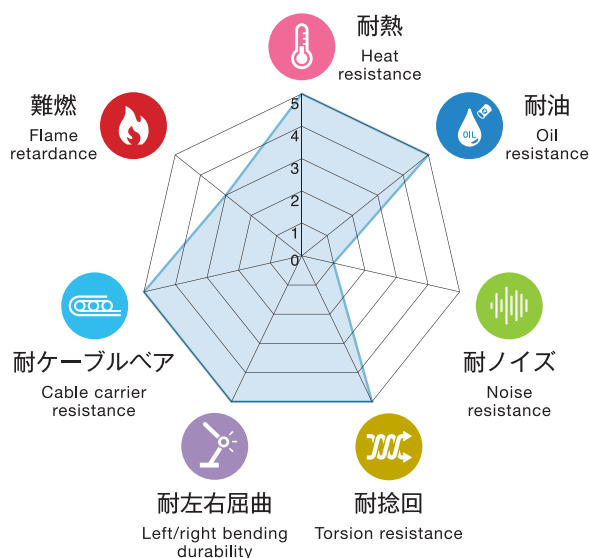 耐熱
Heat
resistance
難燃
Flame
retardance
耐油
Oil
resistance
OIL
5
4
3
2
1
0
耐ケーブルベア
Cable carrier
resistance
耐ノイズ
Noise
resistance
耐左右屈曲
Left/right bending
durability
耐捻回
Torsion resistance